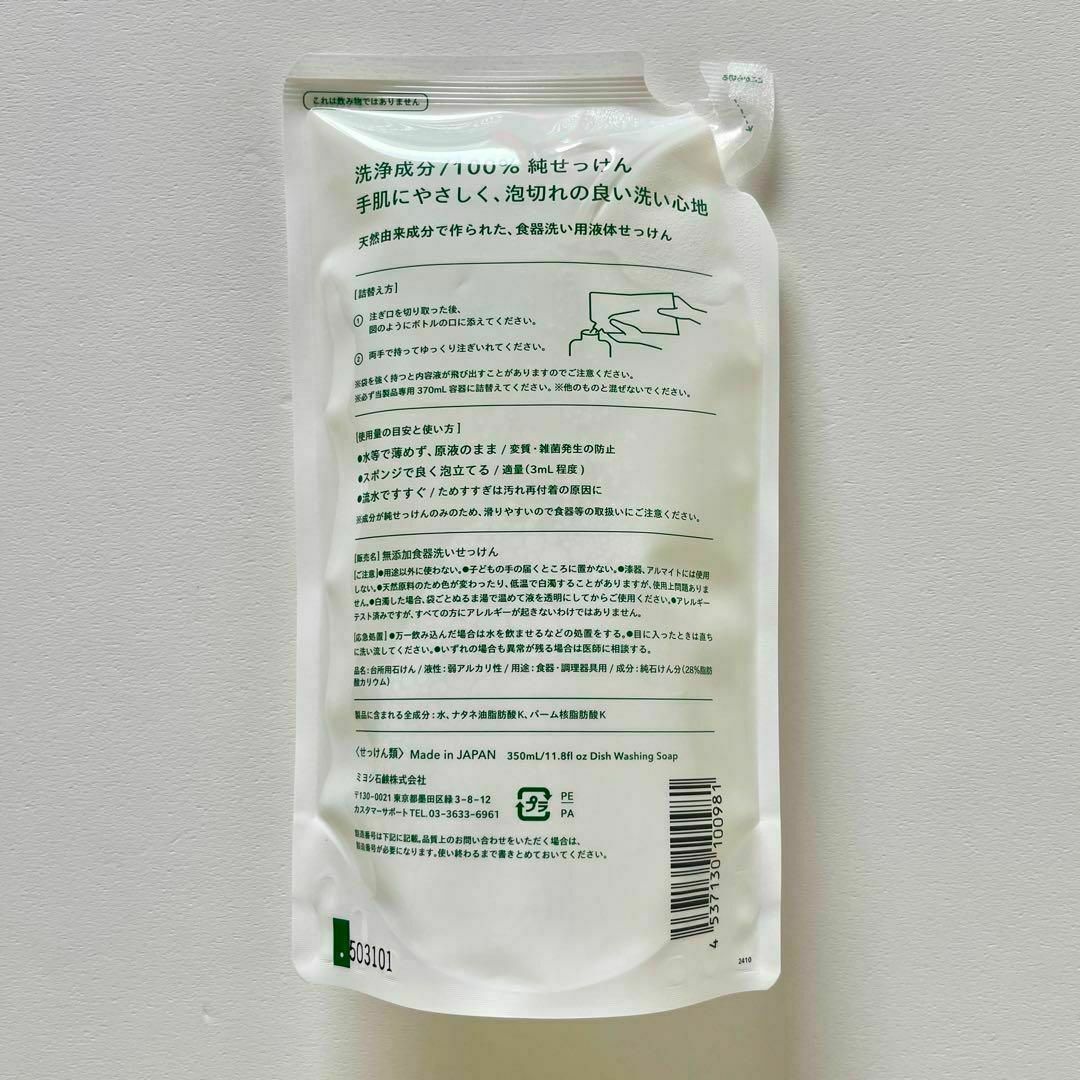 これは飲み物ではありません
洗浄成分/100% 純せっけん
手肌にやさしく、泡切れの良い洗い心地
天然由来成分で作られた、食器洗い用液体せっけん
[詰替え方]
① 注ぎ口を切り取った後、
図のようにボトルの口に添えてください。
② 両手で持ってゆっくり注ぎいれてください。
※袋を強く持つと内容液が飛び出すことがありますのでご注意ください。
※必ず当製品専用 370mL 容器に詰替えてください。※他のものと混ぜないでください。
[使用量の目安と使い方]
●水等で薄めず、原液のまま / 変質・雑菌発生の防止
●スポンジで良く泡立てる / 適量(3mL 程度)
●流水ですすぐ / ためすすぎは汚れ再付着の原因に
※成分が純せっけんのみのため、滑りやすいので食器等の取扱いにご注意ください。
[販売名] 無添加食器洗いせっけん
[ご注意]●用途以外に使わない。●子どもの手の届くところに置かない。●漆器、アルマイトには使用
しない。●天然原料のため色が変わったり、低温で白濁することがありますが、使用上問題ありま
せん。●白濁した場合、袋ごとぬるま湯で温めて液を透明にしてからご使用ください。●アレルギー
テスト済みですが、すべての方にアレルギーが起きないわけではありません。
[応急処置]●万一飲み込んだ場合は水を飲ませるなどの処置をする。●目に入ったときは直ち
に洗い流してください。●いずれの場合も異常が残る場合は医師に相談する。
品名:台所用石けん / 液性:弱アルカリ性 / 用途:食器・調理器具用 / 成分:純石けん分(28%脂肪
酸カリウム)
製品に含まれる全成分:水、ナタネ油脂肪酸K、パーム核脂肪酸K
〈せっけん類〉 Made in JAPAN 350mL/11.8fl oz Dish Washing Soap
ミヨシ石鹸株式会社
〒130-0021 東京都墨田区緑 3-8-12
カスタマーサポート TEL.03-3633-6961
プラ
PE
PA
製造番号は下記に記載。品質上のお問い合わせをいただく場合は、
製造番号が必要になります。使い終わるまで書きとめておいてください。
4 537130 100981
503101
2410